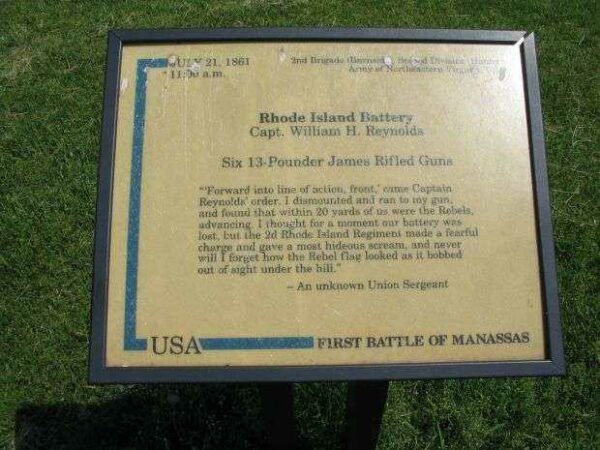 JULY 21, 1861
11:00 a.m.
2nd Brigade (Burnside), Second Division (Hunter)
Army of Northeastern Virginia, USA
Rhode Island Battery
Capt. William H. Reynolds
Six 13-Pounder James Rifled Guns
"'Forward into line of action, front,' came Captain
Reynolds' order. I dismounted and ran to my gun,
and found that within 20 yards of us were the Rebels,
advancing. I thought for a moment our battery was
lost, but the 2d Rhode Island Regiment made a fearful
charge and gave a most hideous scream, and never
will I forget how the Rebel flag looked as it bobbed
out of sight under the hill."
– An unknown Union Sergeant
USA
FIRST BATTLE OF MANASSAS